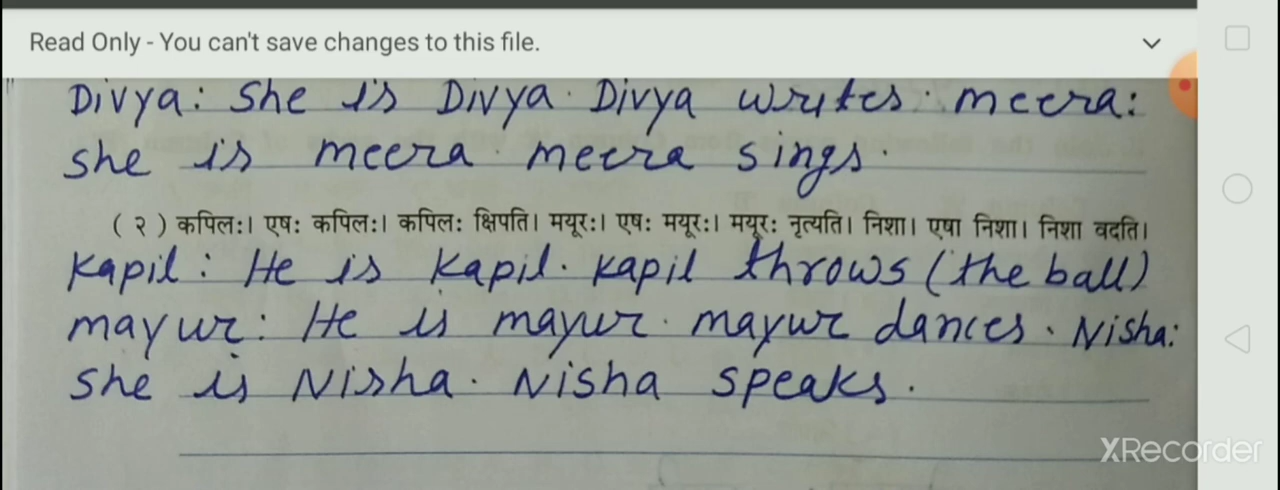 Read Only - You can't save changes to this file.
Divya: She is Divya. Divya writes. meera:
she is meera. meera sings.
( २ ) कपिलः। एषः कपिलः। कपिलः क्षिपति। मयूरः। एषः मयूरः। मयूरः नृत्यति। निशा। एषा निशा। निशा वदति।
Kapil: He is Kapil. Kapil throws (the ball)
mayur: He is mayur. mayur dances. Nisha:
she is Nisha. Nisha speaks.
XRecorder